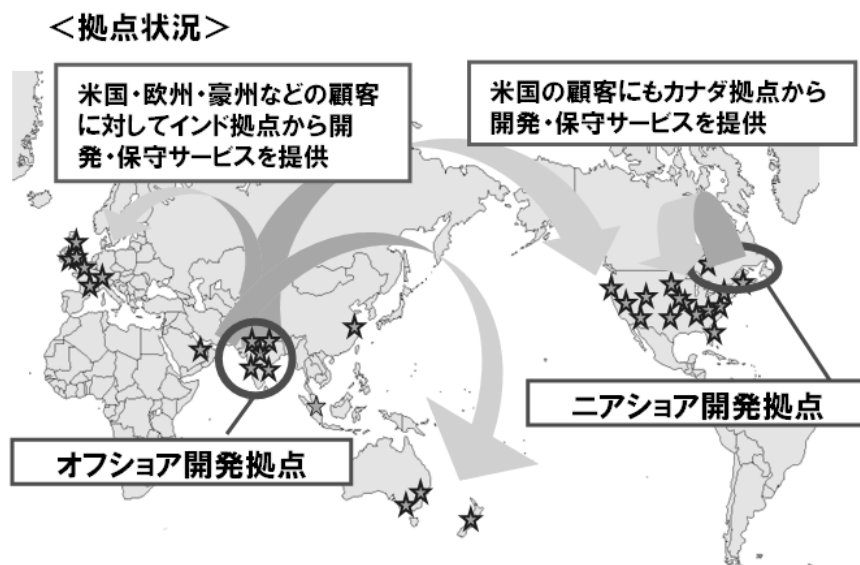 ＜拠点状況＞
米国・欧州・豪州などの顧客
に対してインド拠点から開
発・保守サービスを提供
米国の顧客にもカナダ拠点から
開発・保守サービスを提供
ニアショア開発拠点
オフショア開発拠点